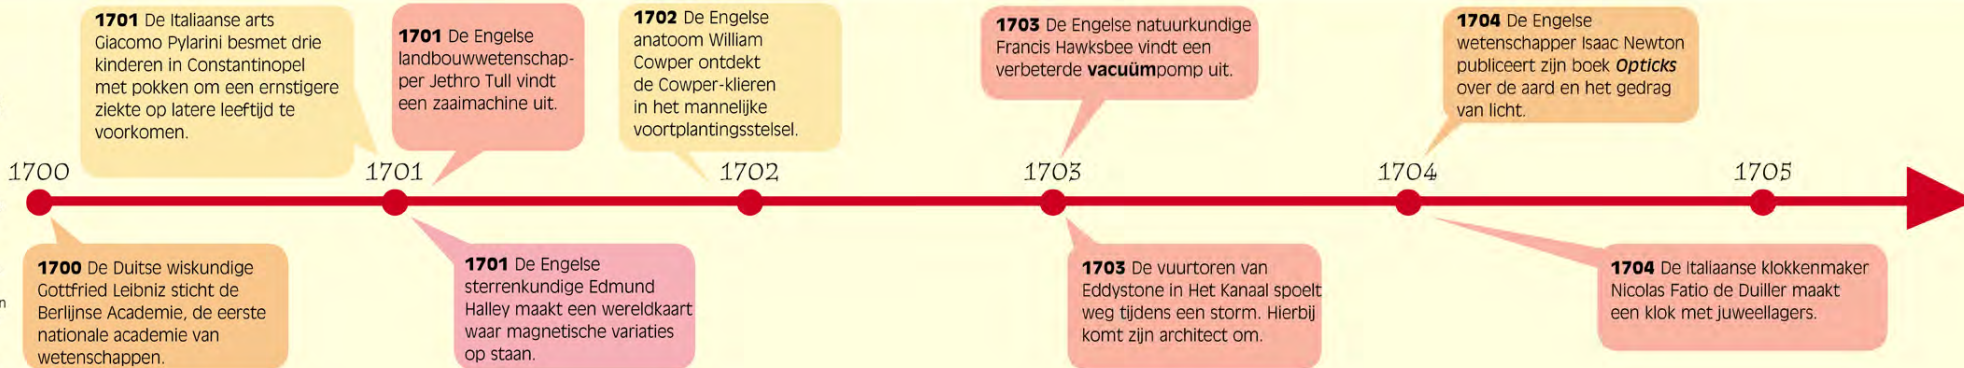 1701 De Italiaanse arts
Giacomo Pylarini besmet drie
kinderen in Constantinopel
met pokken om een ernstigere
ziekte op latere leeftijd te
voorkomen.
1701 De Engelse
landbouwwetenschap-
per Jethro Tull vindt
een zaaimachine uit.
1702 De Engelse
anatoom William
Cowper ontdekt
de Cowper-klieren
in het mannelijke
voortplantingsstelsel.
1703 De Engelse natuurkundige
Francis Hawksbee vindt een
verbeterde vacuümpomp uit.
1704 De Engelse
wetenschapper Isaac Newton
publiceert zijn boek Opticks
over de aard en het gedrag
van licht.
1700
1701
1702
1703
1704
1705
1700 De Duitse wiskundige
Gottfried Leibniz sticht de
Berlijnse Academie, de eerste
nationale academie van
wetenschappen.
1701 De Engelse
sterrenkundige Edmund
Halley maakt een wereldkaart
waar magnetische variaties
op staan.
1703 De vuurtoren van
Eddystone in Het Kanaal spoelt
weg tijdens een storm. Hierbij
komt zijn architect om.
1704 De Italiaanse klokkenmaker
Nicolas Fatio de Duiller maakt
een klok met juweellagers.